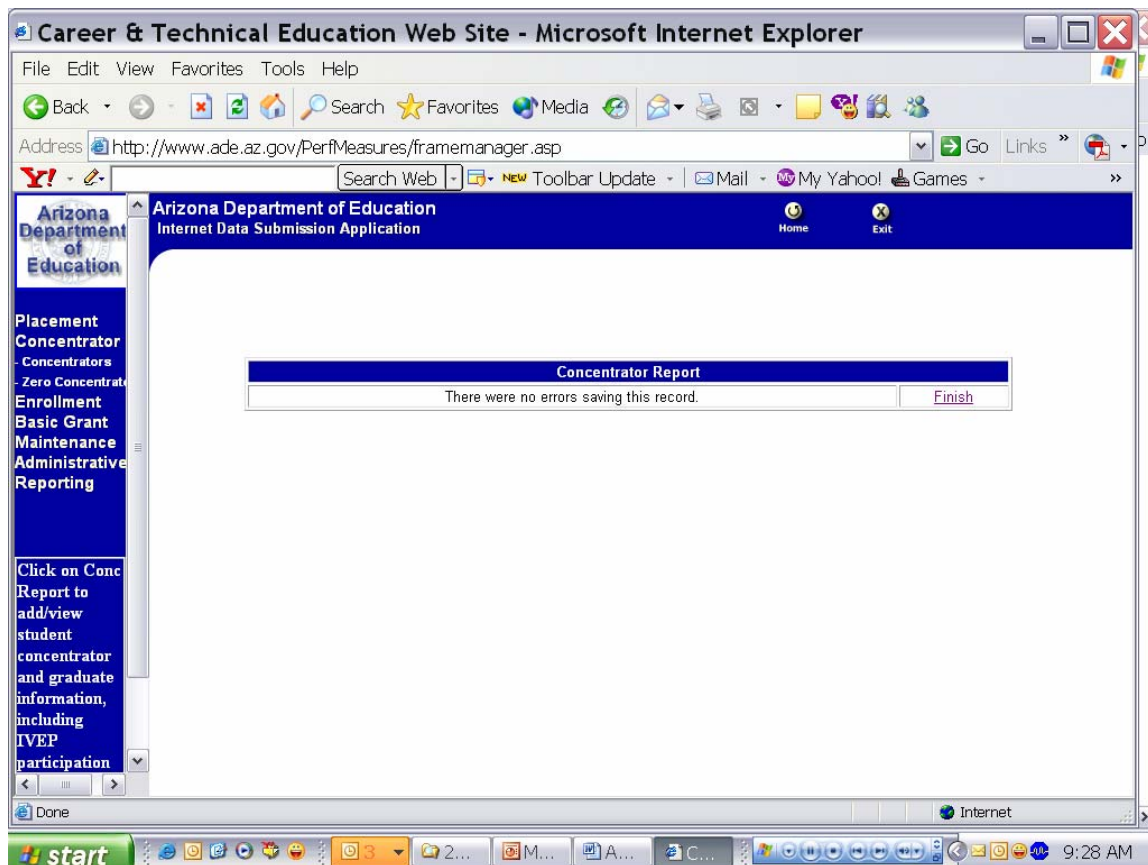 Career & Technical Education Web Site - Microsoft Internet Explorer
File Edit View Favorites Tools Help
Back Search Favorites Media
Address http://www.ade.az.gov/PerfMeasures/framemanager.asp Go Links »
Y! Search Web NEW Toolbar Update Mail My Yahoo! Games »
Arizona Department of Education
Arizona Department of Education
Internet Data Submission Application
Home Exit
Placement
Concentrator
- Concentrators
- Zero Concentrat
Enrollment
Basic Grant
Maintenance
Administrative
Reporting
Concentrator Report
There were no errors saving this record. Finish
Click on Conc
Report to
add/view
student
concentrator
and graduate
information,
including
IVEP
participation
Done Internet
start 3 2... M... A... C... 9:28 AM